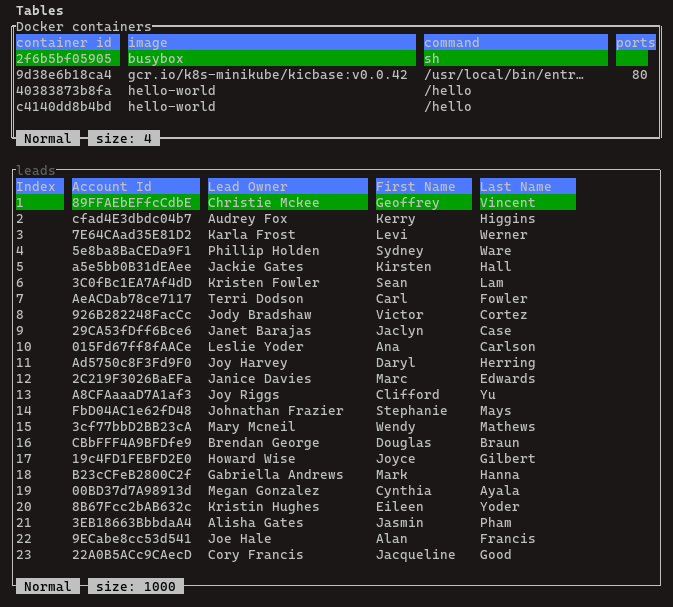 Tables
Docker containers
container id image command ports
2f6b5bf05905 busybox sh
9d38e6b18ca4 gcr.io/k8s-minikube/kicbase:v0.0.42 /usr/local/bin/entr… 80
40383873b8fa hello-world /hello
c4140dd8b4bd hello-world /hello
Normal size: 4
leads
Index Account Id Lead Owner First Name Last Name
1 89FFAEbEFfcCdbE Christie Mckee Geoffrey Vincent
2 cfad4E3dbdc04b7 Audrey Fox Kerry Higgins
3 7E64CAad35E81D2 Karla Frost Levi Werner
4 5e8ba8BaCEDa9F1 Phillip Holden Sydney Ware
5 a5e5bb0B31dEAee Jackie Gates Kirsten Hall
6 3C0fBc1EA7Af4dD Kristen Fowler Sean Lam
7 AeACDab78ce7117 Terri Dodson Carl Fowler
8 926B282248FacCc Jody Bradshaw Victor Cortez
9 29CA53fDff6Bce6 Janet Barajas Jaclyn Case
10 015Fd67ff8fAACe Leslie Yoder Ana Carlson
11 Ad5750c8F3Fd9F0 Joy Harvey Daryl Herring
12 2C219F3026BaEFa Janice Davies Marc Edwards
13 A8CFAaaaD7A1af3 Joy Riggs Clifford Yu
14 FbD04AC1e62fD48 Johnathan Frazier Stephanie Mays
15 3cf77bbD2BB23cA Mary Mcneil Wendy Mathews
16 CBbFFF4A9BFDfe9 Brendan George Douglas Braun
17 19c4FD1FEBFD2E0 Howard Wise Joyce Gilbert
18 B23cCFeB2800C2f Gabriella Andrews Mark Hanna
19 00BD37d7A98913d Megan Gonzalez Cynthia Ayala
20 8B67Fcc2bAB632c Kristin Hughes Eileen Yoder
21 3EB18663BbbdaA4 Alisha Gates Jasmin Pham
22 9ECabe8cc53d541 Joe Hale Alan Francis
23 22A0B5ACc9CAecD Cory Francis Jacqueline Good
Normal size: 1000